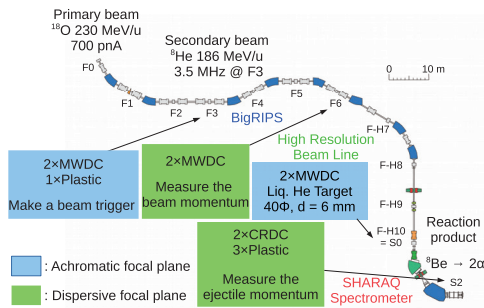 Primary beam
¹⁸O 230 MeV/u
700 pnA
F0
Secondary beam
⁸He 186 MeV/u
3.5 MHz @ F3
0 10 m
F1
F2
F3
F4
F5
F6
BigRIPS
F-H7
High Resolution
Beam Line
F-H8
2×MWDC
1×Plastic
Make a beam trigger
2×MWDC
Measure the
beam momentum
2×MWDC
Liq. He Target
40Φ, d = 6 mm
F-H9
F-H10
= S0
Reaction
product
⁸Be → 2α
2×CRDC
3×Plastic
Measure the
ejectile momentum
S2
SHARAQ
Spectrometer
: Achromatic focal plane
: Dispersive focal plane